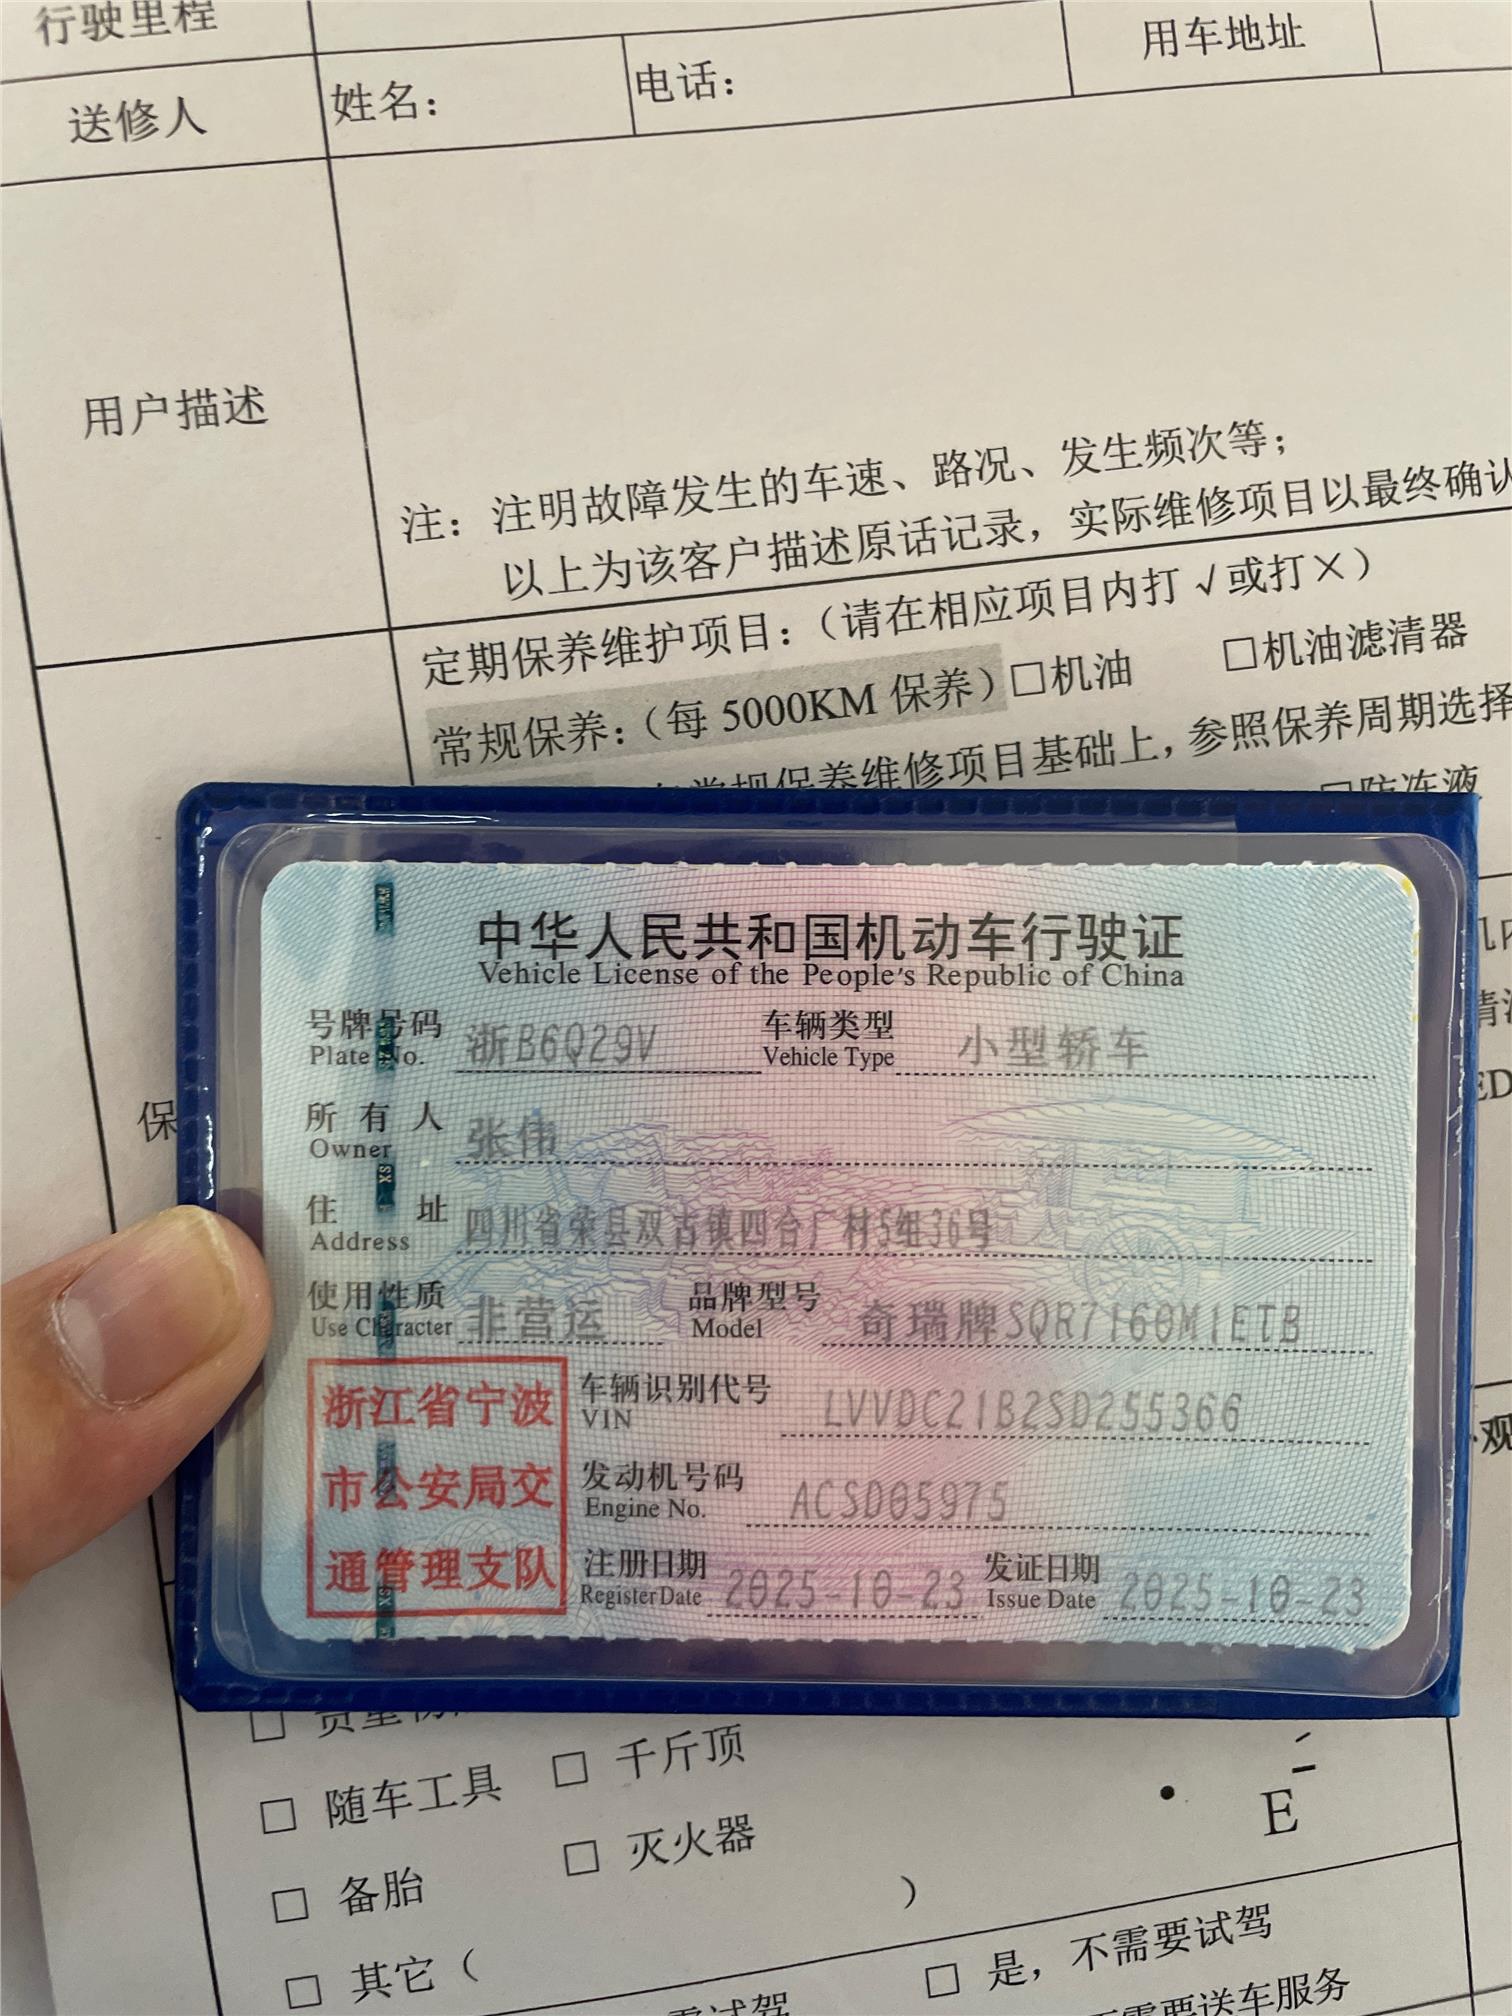 行驶里程
送修人 姓名： 电话： 用车地址
用户描述
注：注明故障发生的车速、路况、发生频次等；
以上为该客户描述原话记录，实际维修项目以最终确认
定期保养维护项目：（请在相应项目内打√或打×）
常规保养：（每 5000KM 保养）□机油 □机油滤清器
常规保养维修项目基础上，参照保养周期选择
□防冻液
保
中华人民共和国机动车行驶证
Vehicle License of the People's Republic of China
号牌号码 浙B6Q29V 车辆类型 小型轿车
Plate No. Vehicle Type
所有人 张伟
Owner
住址 四川省荣县双古镇四台厂村5组36号
Address
使用性质 非营运 品牌型号 奇瑞牌SQR7160M1ETB
Use Character Model
浙江省宁波
市公安局交
通管理支队
车辆识别代号 LVVDC21B2SD255366
VIN
发动机号码 ACSD05975
Engine No.
注册日期 2025-10-23 发证日期 2025-10-23
Register Date Issue Date
□ 随车工具 □ 千斤顶
E
□ 备胎 □ 灭火器
□ 其它（ ）
□ 是，不需要试驾
需要送车服务